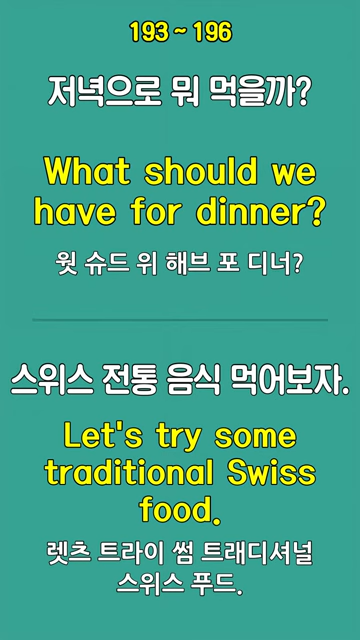 193 ~ 196
저녁으로 뭐 먹을까?
What should we
have for dinner?
웟 슈드 위 해브 포 디너?
스위스 전통 음식 먹어보자.
Let's try some
traditional Swiss
food.
렛츠 트라이 썸 트래디셔널
스위스 푸드.